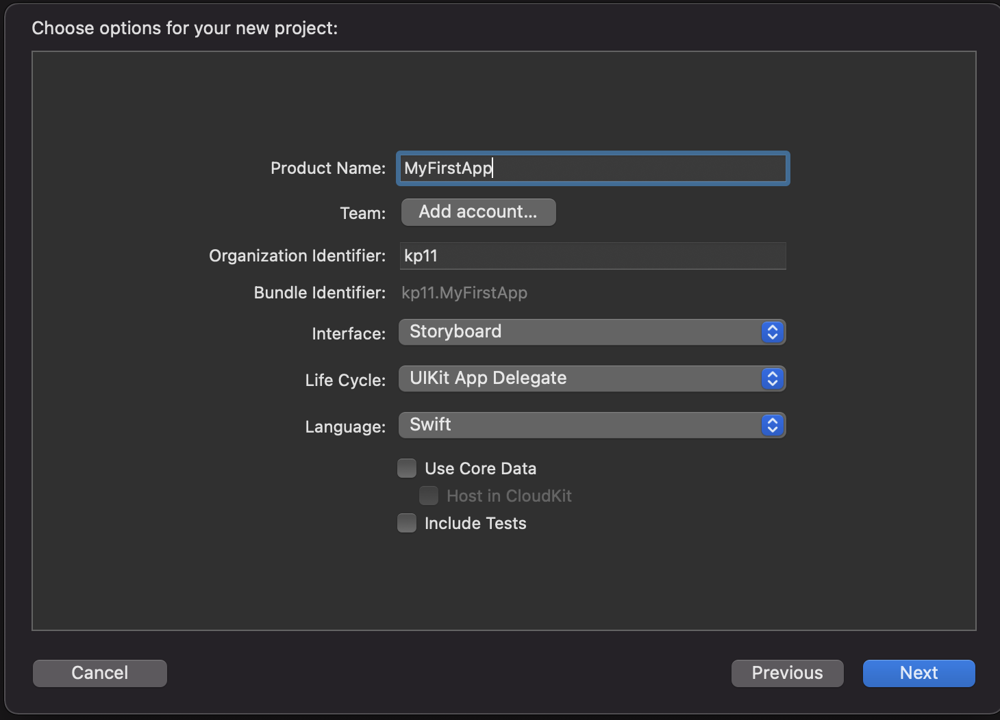 Choose options for your new project:
Product Name: MyFirstApp
Team: Add account...
Organization Identifier: kp11
Bundle Identifier: kp11.MyFirstApp
Interface: Storyboard
Life Cycle: UIKit App Delegate
Language: Swift
Use Core Data
Host in CloudKit
Include Tests
Cancel Previous Next